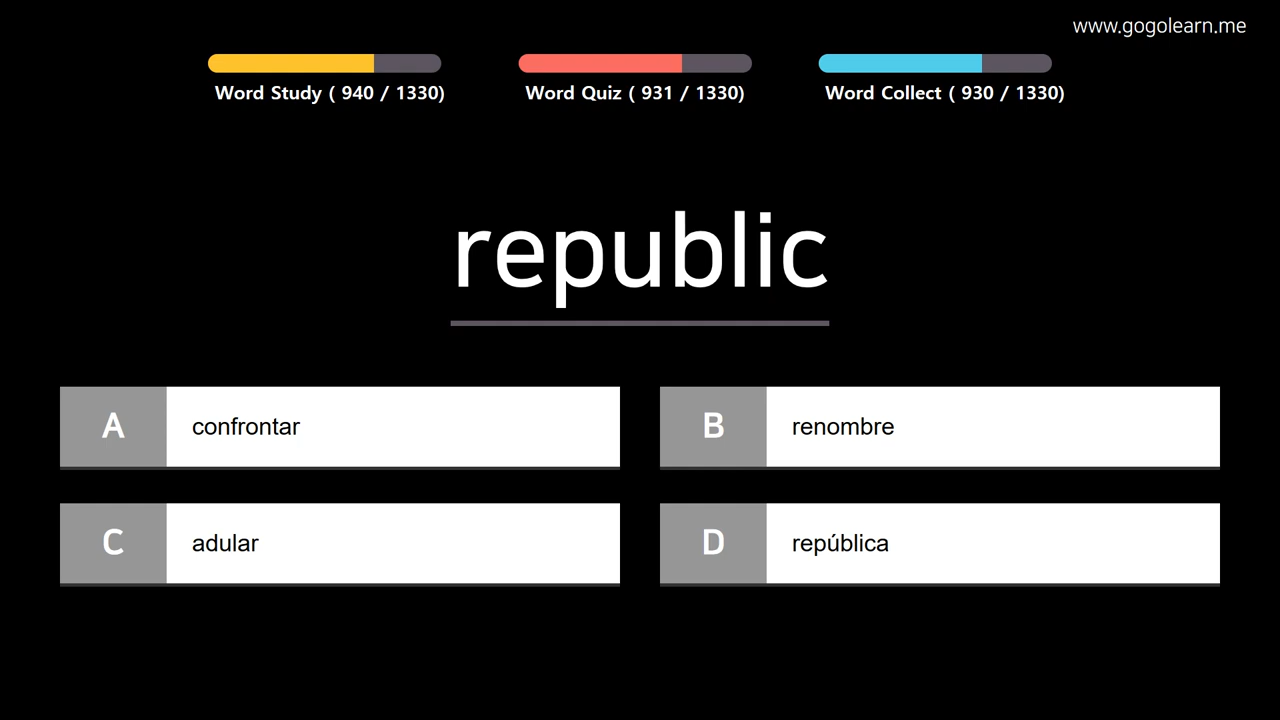 www.gogolearn.me
Word Study ( 940 / 1330)
Word Quiz ( 931 / 1330)
Word Collect ( 930 / 1330)
republic
A confrontar
B renombre
C adular
D república